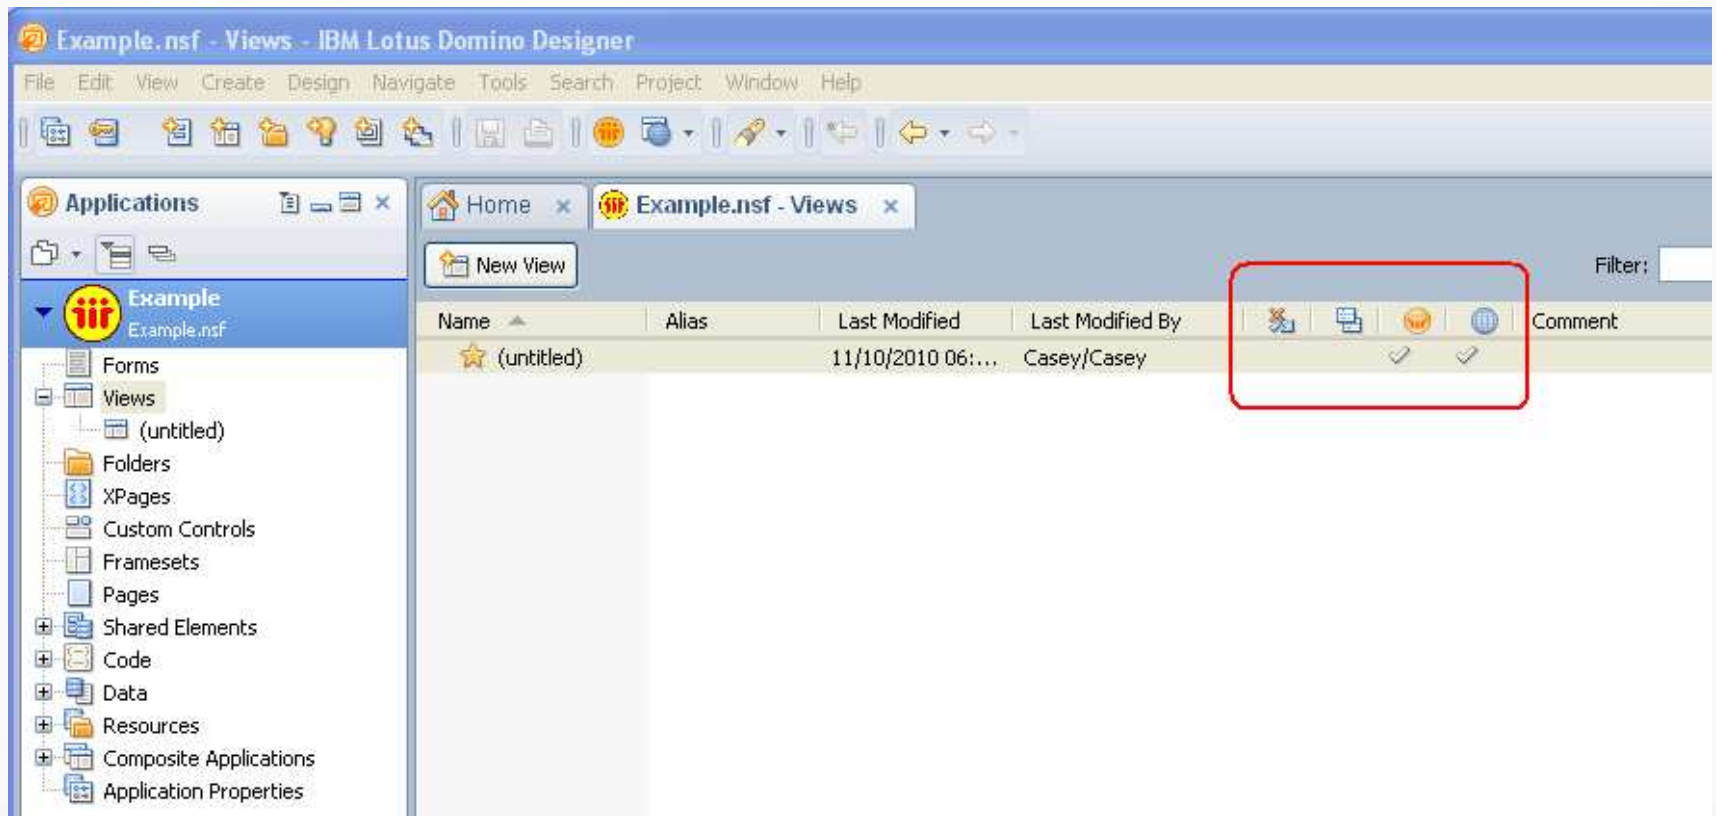 Example.nsf - Views - IBM Lotus Domino Designer
File Edit View Create Design Navigate Tools Search Project Window Help
Applications
Home
Example.nsf - Views
New View
Filter:
Example
Example.nsf
Name Alias Last Modified Last Modified By Comment
(untitled) 11/10/2010 06:... Casey/Casey
Forms
Views
(untitled)
Folders
XPages
Custom Controls
Framesets
Pages
Shared Elements
Code
Data
Resources
Composite Applications
Application Properties